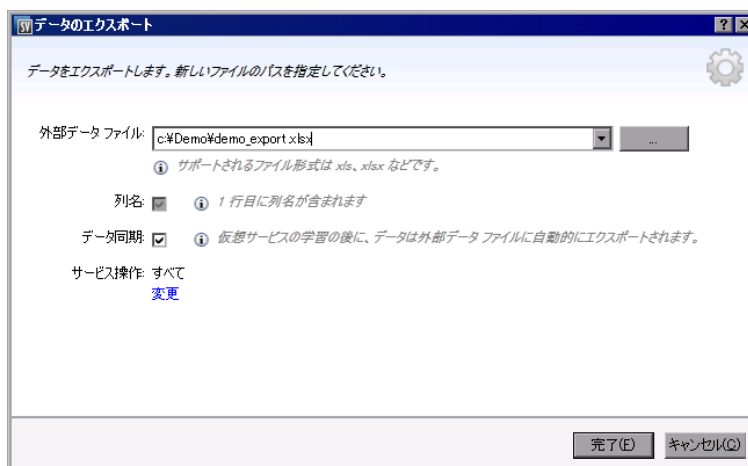 SV データのエクスポート
データをエクスポートします。新しいファイルのパスを指定してください。
外部データ ファイル: c:¥Demo¥demo_export.xlsx ...
サポートされるファイル形式は xls、xlsx などです。
列名: 1 行目に列名が含まれます
データ同期: 仮想サービスの学習の後に、データは外部データ ファイルに自動的にエクスポートされます。
サービス操作: すべて
変更
完了(E) キャンセル(C)